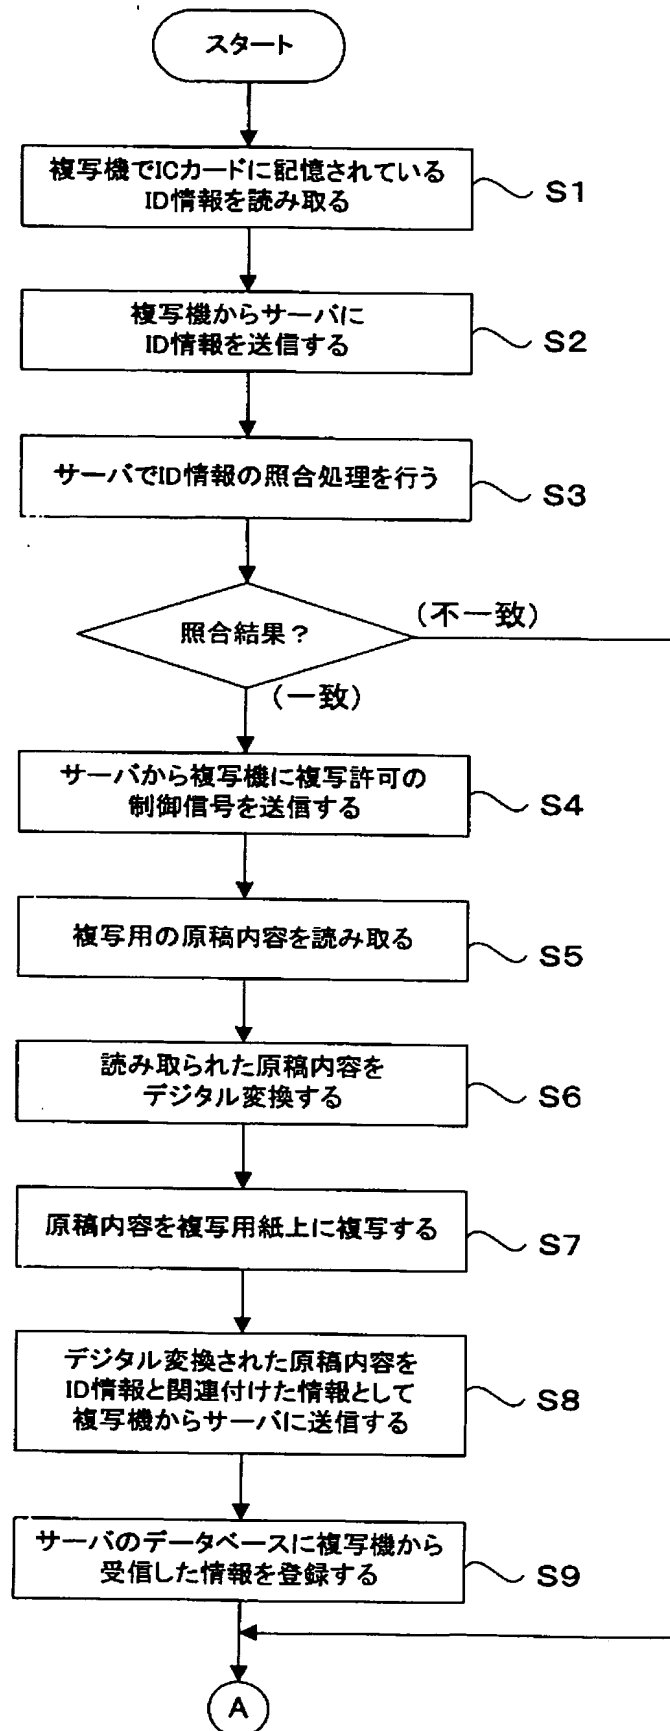 スタート
複写機でICカードに記憶されている
ID情報を読み取る
S1
複写機からサーバに
ID情報を送信する
S2
サーバでID情報の照合処理を行う
S3
照合結果？
(不一致)
(一致)
サーバから複写機に複写許可の
制御信号を送信する
S4
複写用の原稿内容を読み取る
S5
読み取られた原稿内容を
デジタル変換する
S6
原稿内容を複写用紙上に複写する
S7
デジタル変換された原稿内容を
ID情報と関連付けた情報として
複写機からサーバに送信する
S8
サーバのデータベースに複写機から
受信した情報を登録する
S9
A